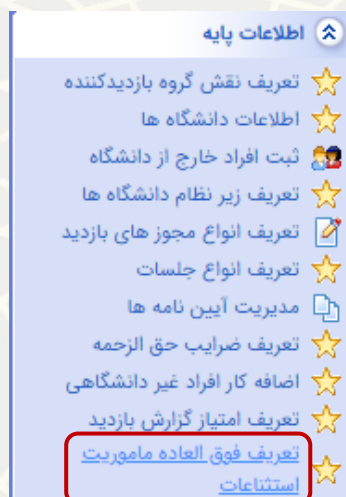 اطلاعات پایه
تعریف نقش گروه بازدیدکننده
اطلاعات دانشگاه ها
ثبت افراد خارج از دانشگاه
تعریف زیر نظام دانشگاه ها
تعریف انواع مجوز های بازدید
تعریف انواع جلسات
مدیریت آیین نامه ها
تعریف ضرایب حق الزحمه
اضافه کار افراد غیر دانشگاهی
تعریف امتیاز گزارش بازدید
تعریف فوق العاده ماموریت
استثناءات